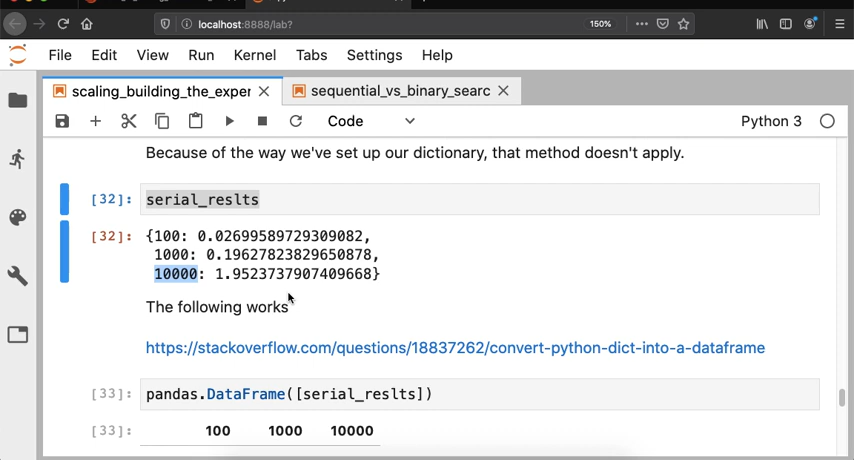 localhost:8888/lab?
150%
File Edit View Run Kernel Tabs Settings Help
scaling_building_the_exper
sequential_vs_binary_searc
Code
Python 3
Because of the way we've set up our dictionary, that method doesn't apply.
[32]: serial_reslts
[32]: {100: 0.02699589729309082,
1000: 0.19627823829650878,
10000: 1.9523737907409668}
The following works
https://stackoverflow.com/questions/18837262/convert-python-dict-into-a-dataframe
[33]: pandas.DataFrame([serial_reslts])
[33]: 100 1000 10000